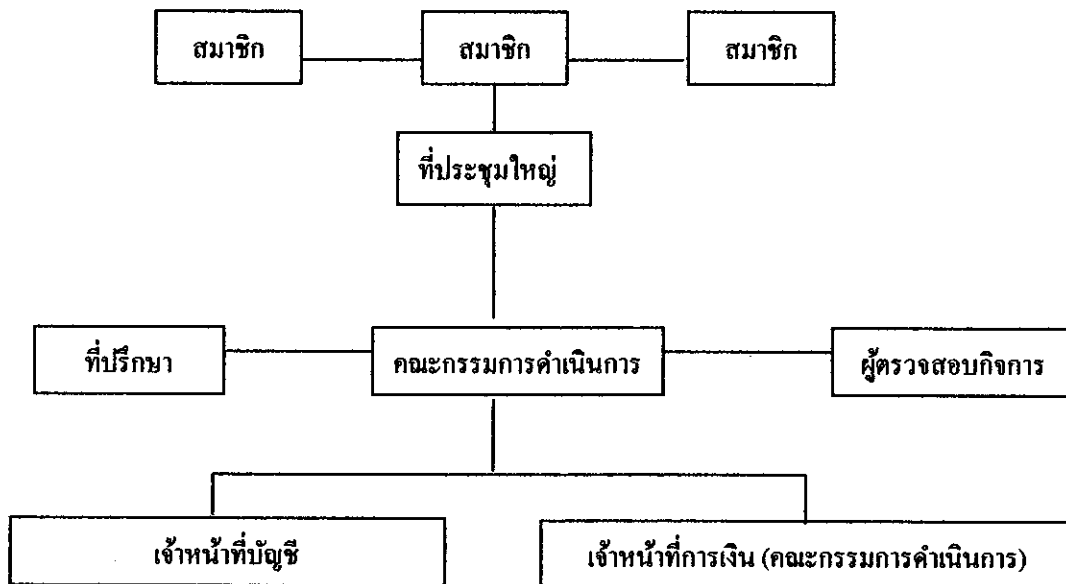 สมาชิก สมาชิก สมาชิก
ที่ประชุมใหญ่
ที่ปรึกษา คณะกรรมการดำเนินการ ผู้ตรวจสอบกิจการ
เจ้าหน้าที่บัญชี เจ้าหน้าที่การเงิน (คณะกรรมการดำเนินการ)